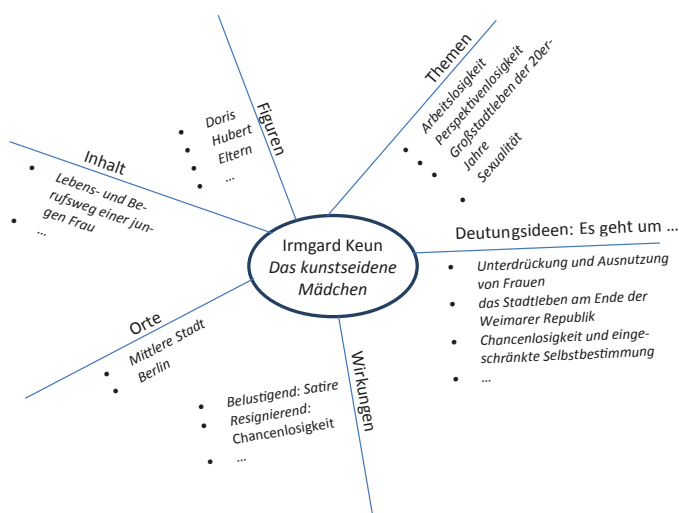 Irmgard Keun
Das kunstseidene
Mädchen
Inhalt
• Lebens- und Be-
rufsweg einer jun-
gen Frau
• …
Figuren
• Doris
• Hubert
• Eltern
• …
Themen
• Arbeitslosigkeit
• Perspektivenlosigkeit
• Großstadtleben der 20er-
Jahre
• Sexualität
Deutungsideen: Es geht um …
• Unterdrückung und Ausnutzung
von Frauen
• das Stadtleben am Ende der
Weimarer Republik
• Chancenlosigkeit und einge-
schränkte Selbstbestimmung
• …
Wirkungen
• Belustigend: Satire
• Resignierend:
Chancenlosigkeit
• …
Orte
• Mittlere Stadt
• Berlin